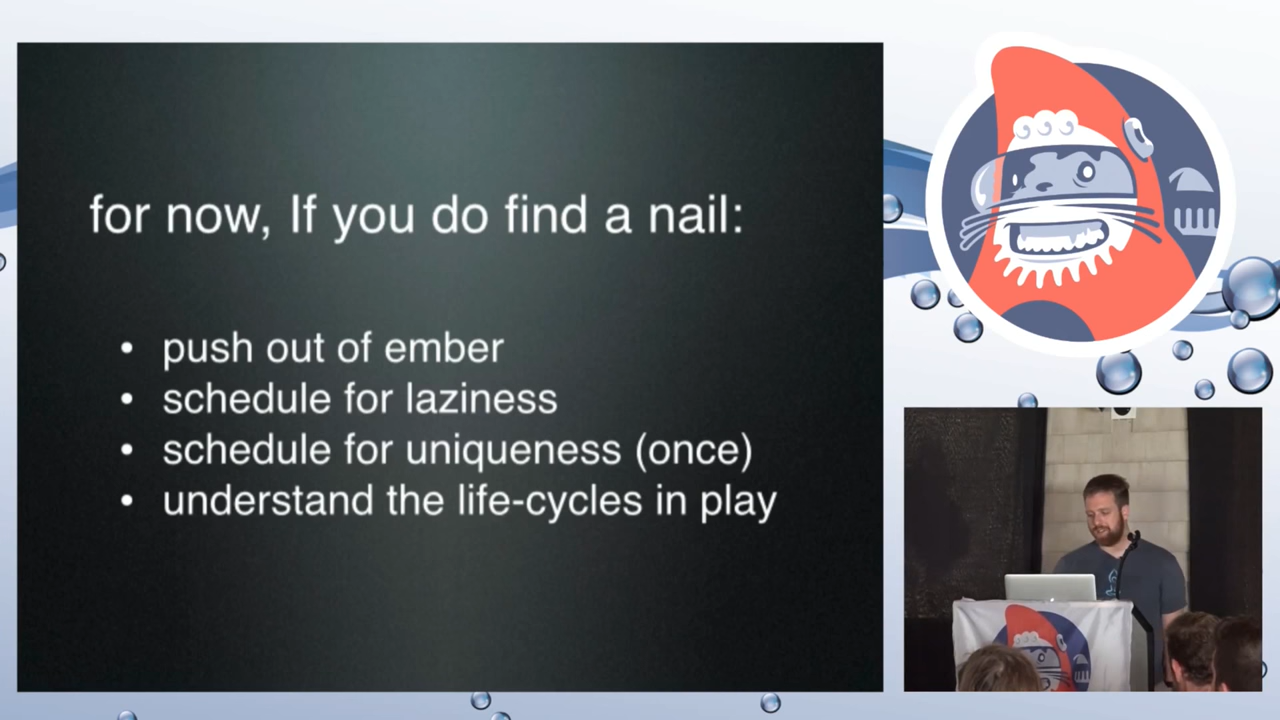 for now, If you do find a nail:
• push out of ember
• schedule for laziness
• schedule for uniqueness (once)
• understand the life-cycles in play